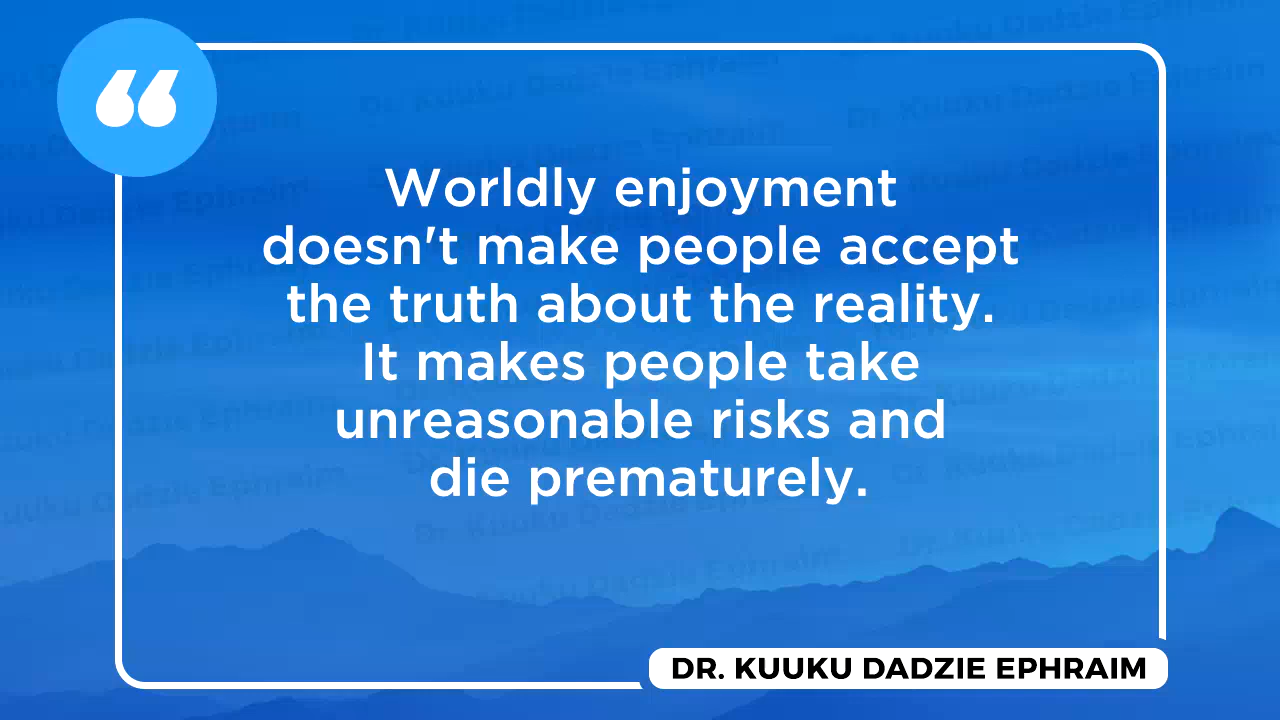 Worldly enjoyment
doesn't make people accept
the truth about the reality.
It makes people take
unreasonable risks and
die prematurely.
DR. KUUKU DADZIE EPHRAIM